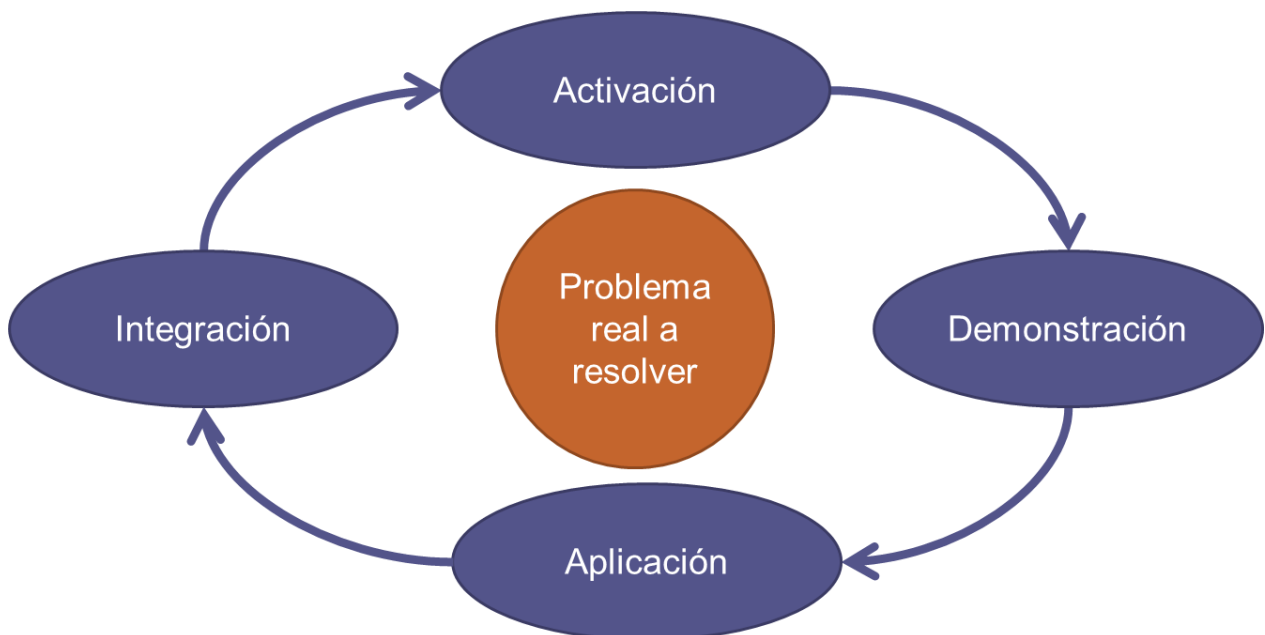 Activación
Problema
real a
resolver
Integración
Demonstración
Aplicación